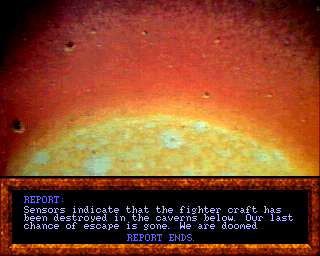 REPORT:
Sensors indicate that the fighter craft has
been destroyed in the caverns below. Our last
chance of escape is gone. We are doomed
REPORT ENDS.